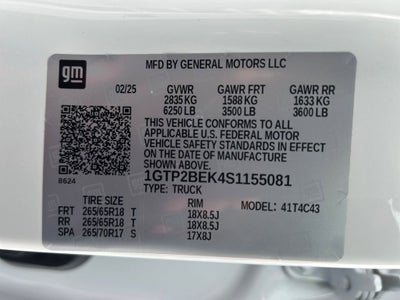 gm
MFD BY GENERAL MOTORS LLC
02/25 GVWR GAWR FRT GAWR RR
2835 KG 1588 KG 1633 KG
6250 LB 3500 LB 3600 LB
THIS VEHICLE CONFORMS TO ALL
APPLICABLE U.S. FEDERAL MOTOR
VEHICLE SAFETY STANDARDS IN EFFECT
ON THE DATE OF MANUFACTURE SHOWN ABOVE.
8624
1GTP2BEK4S1155081
TYPE: TRUCK
TIRE SIZE RIM MODEL: 41T4C43
FRT 265/65R18 T 18X8.5J
RR 265/65R18 T 18X8.5J
SPA 265/70R17 S 17X8J